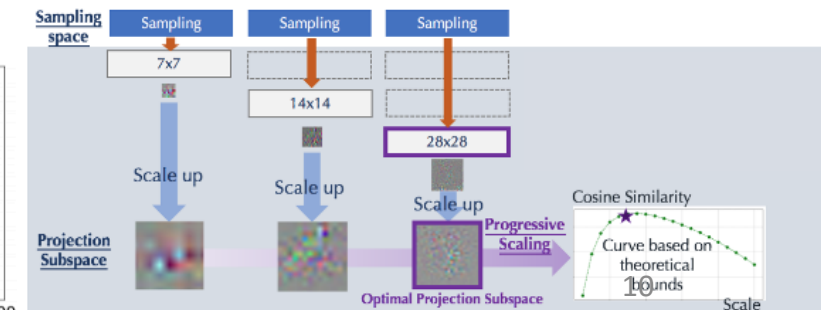 Sampling
space
Sampling
Sampling
Sampling
7x7
14x14
28x28
Scale up
Scale up
Scale up
Projection
Subspace
Progressive
Scaling
Optimal Projection Subspace
Cosine Similarity
Curve based on
theoretical
bounds
10
Scale